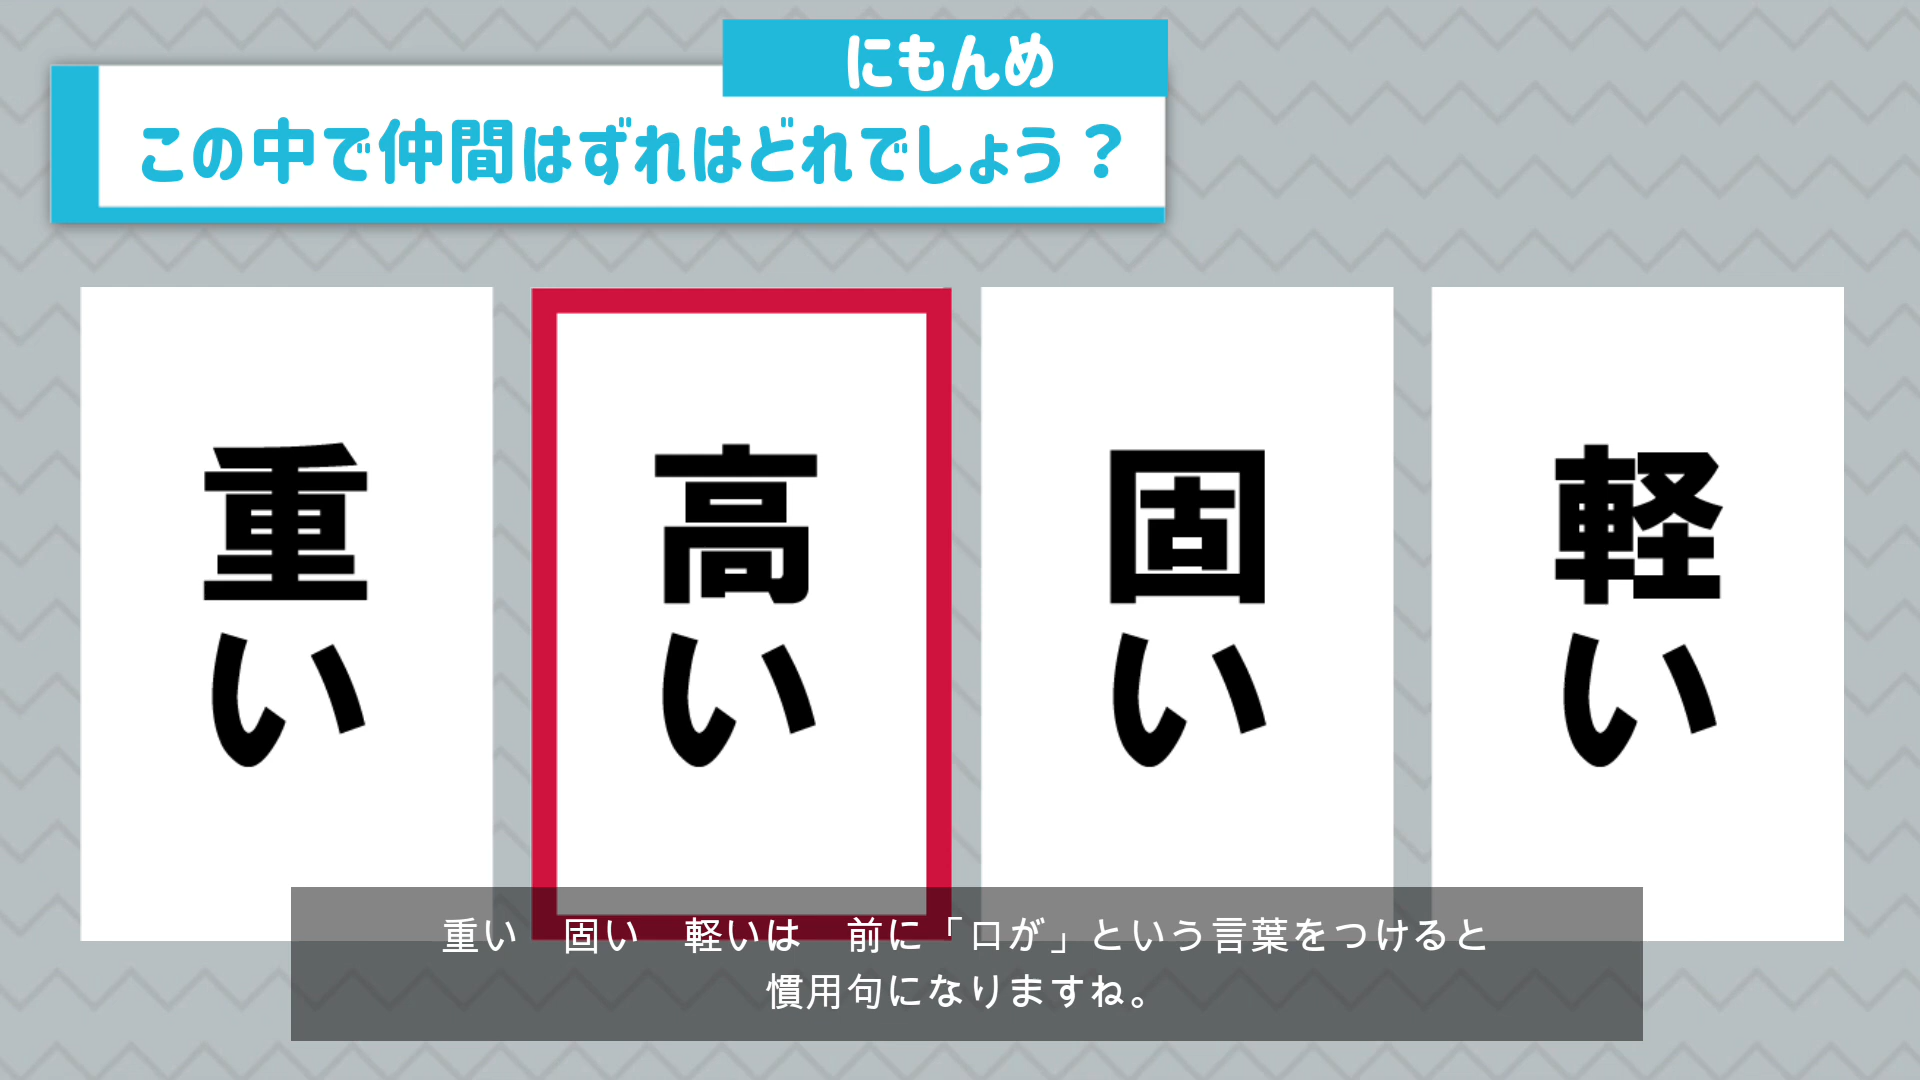 にもんめ
この中で仲間はずれはどれでしょう？
重い
高い
固い
軽い
重い　固い　軽いは　前に「口が」という言葉をつけると
慣用句になりますね。